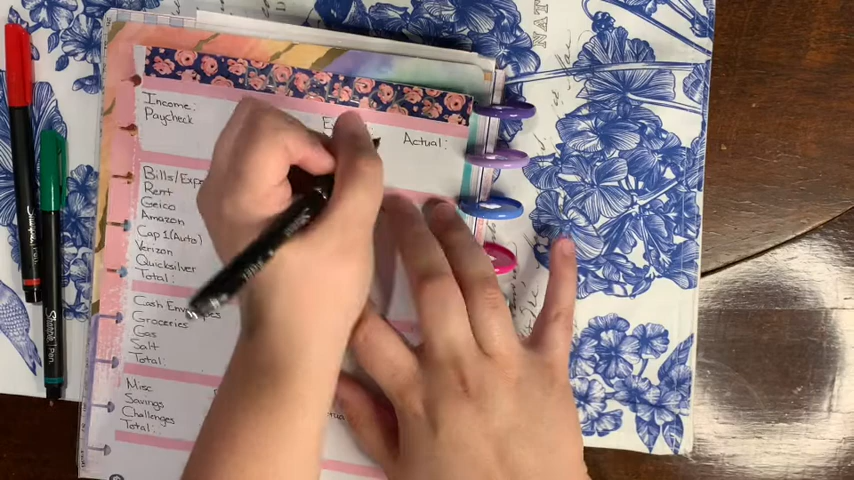 NAT
Income:
Paycheck
Actual:
Bills/Exp
Rent
Geico
Amazon
Cap 1 (Auto)
Verizon
Quicksilver
Total:
Cash Envelopes
Groceries
Gas
Salt
Total:
Misc
Savings
Challenges
Total: